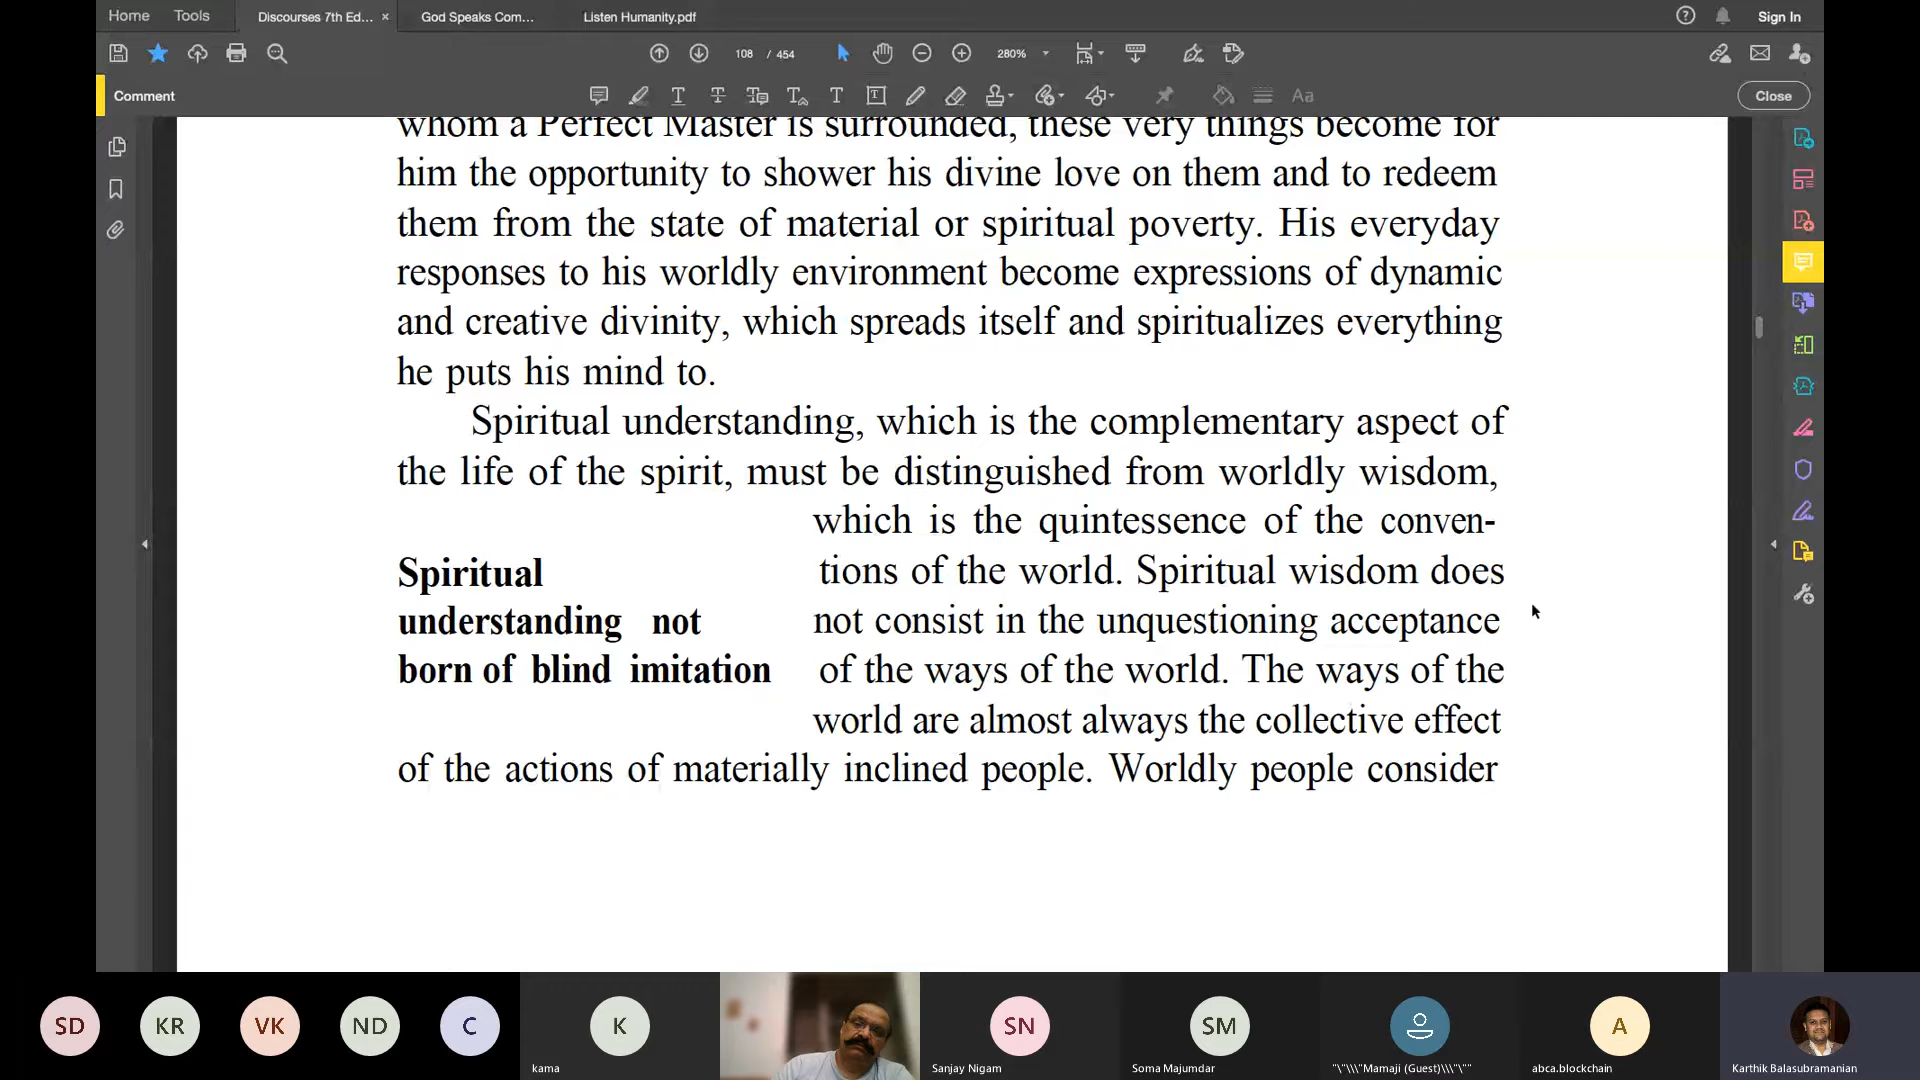 Home Tools Discourses 7th Ed... × God Speaks Com... Listen Humanity.pdf Sign In
108 / 454 280%
Comment Aa Close
whom a Perfect Master is surrounded, these very things become for
him the opportunity to shower his divine love on them and to redeem
them from the state of material or spiritual poverty. His everyday
responses to his worldly environment become expressions of dynamic
and creative divinity, which spreads itself and spiritualizes everything
he puts his mind to.
Spiritual understanding, which is the complementary aspect of
the life of the spirit, must be distinguished from worldly wisdom,
which is the quintessence of the conven-
Spiritual
understanding not
born of blind imitation
tions of the world. Spiritual wisdom does
not consist in the unquestioning acceptance
of the ways of the world. The ways of the
world are almost always the collective effect
of the actions of materially inclined people. Worldly people consider
SD KR VK ND C K SN SM A
kama Sanjay Nigam Soma Majumdar "\"\\\"Mamaji (Guest)\\\"\"" abca.blockchain Karthik Balasubramanian